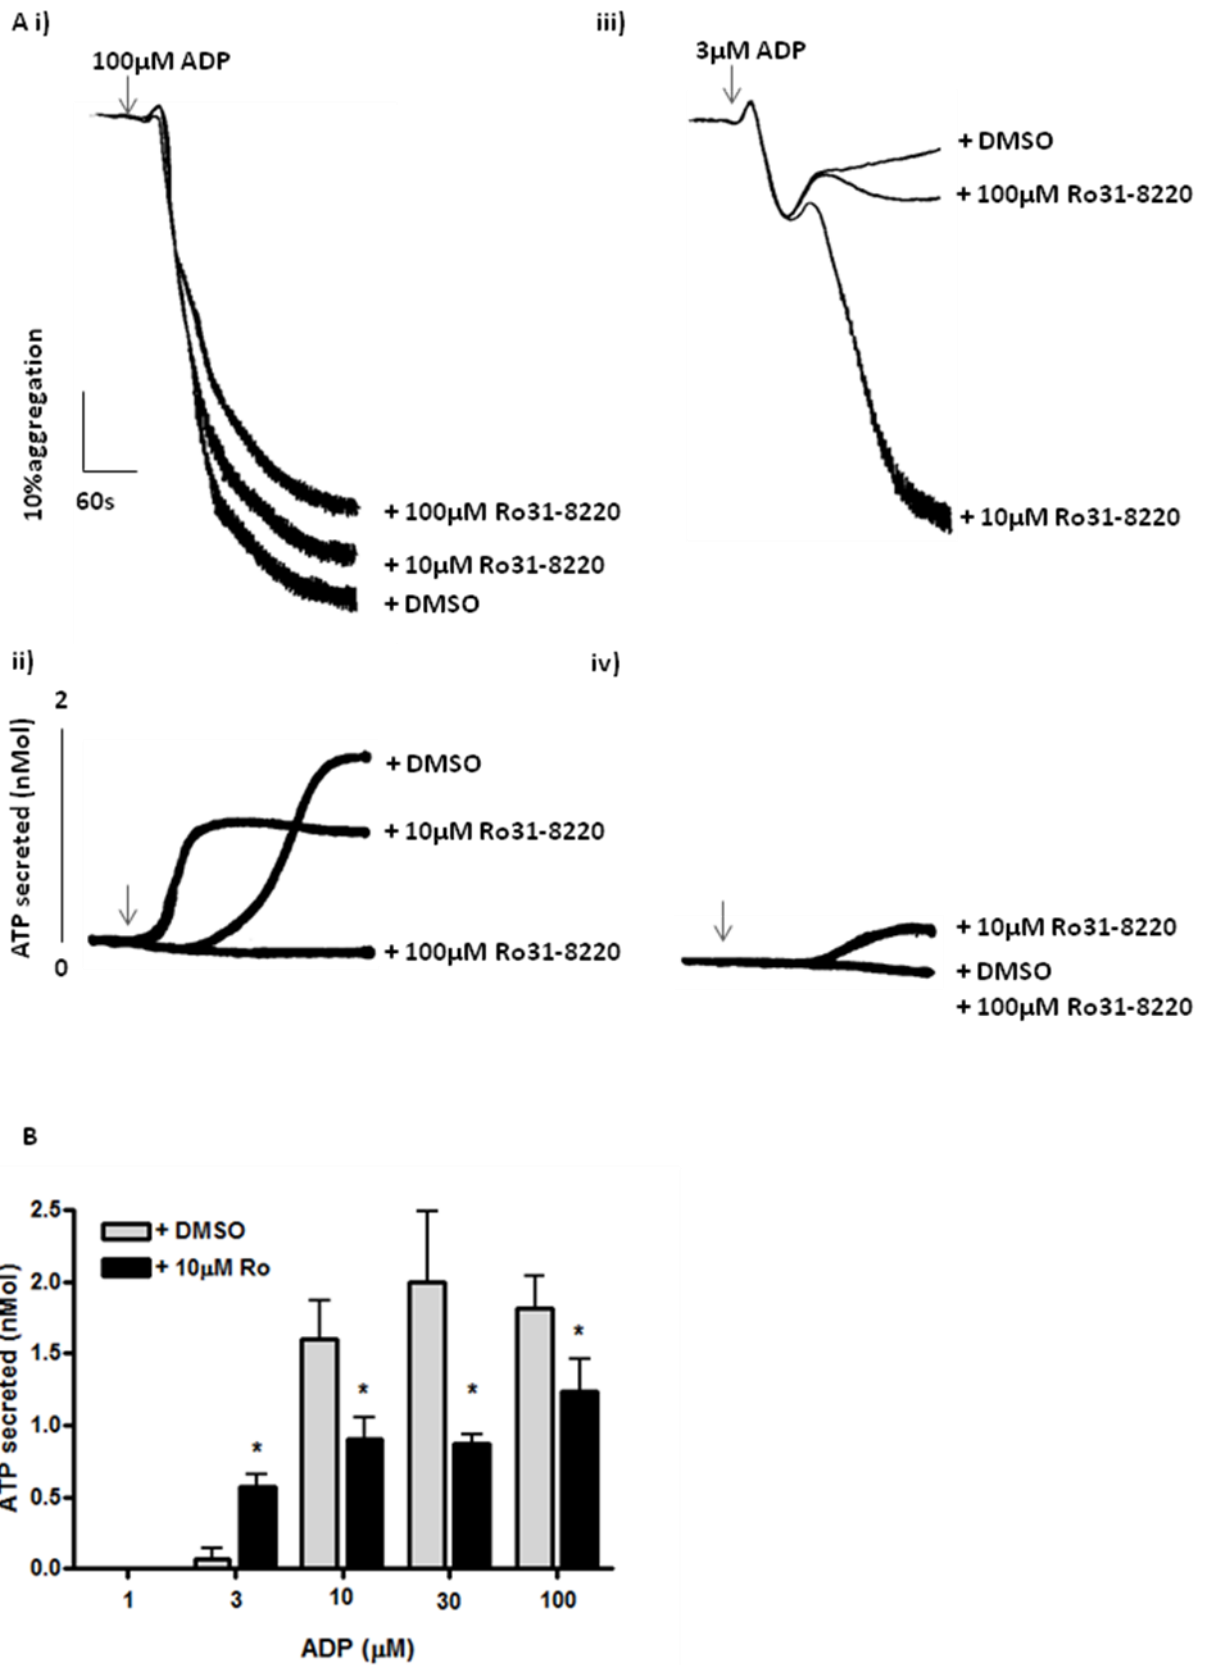 A i)
100μM ADP
10%aggregation
60s
+ 100μM Ro31-8220
+ 10μM Ro31-8220
+ DMSO
iii)
3μM ADP
+ DMSO
+ 100μM Ro31-8220
+ 10μM Ro31-8220
ii)
2
ATP secreted (nMol)
0
+ DMSO
+ 10μM Ro31-8220
+ 100μM Ro31-8220
iv)
+ 10μM Ro31-8220
+ DMSO
+ 100μM Ro31-8220
B
ATP secreted (nMol)
2.5
2.0
1.5
1.0
0.5
0.0
+ DMSO
+ 10μM Ro
*
*
*
*
1 3 10 30 100
ADP (μM)